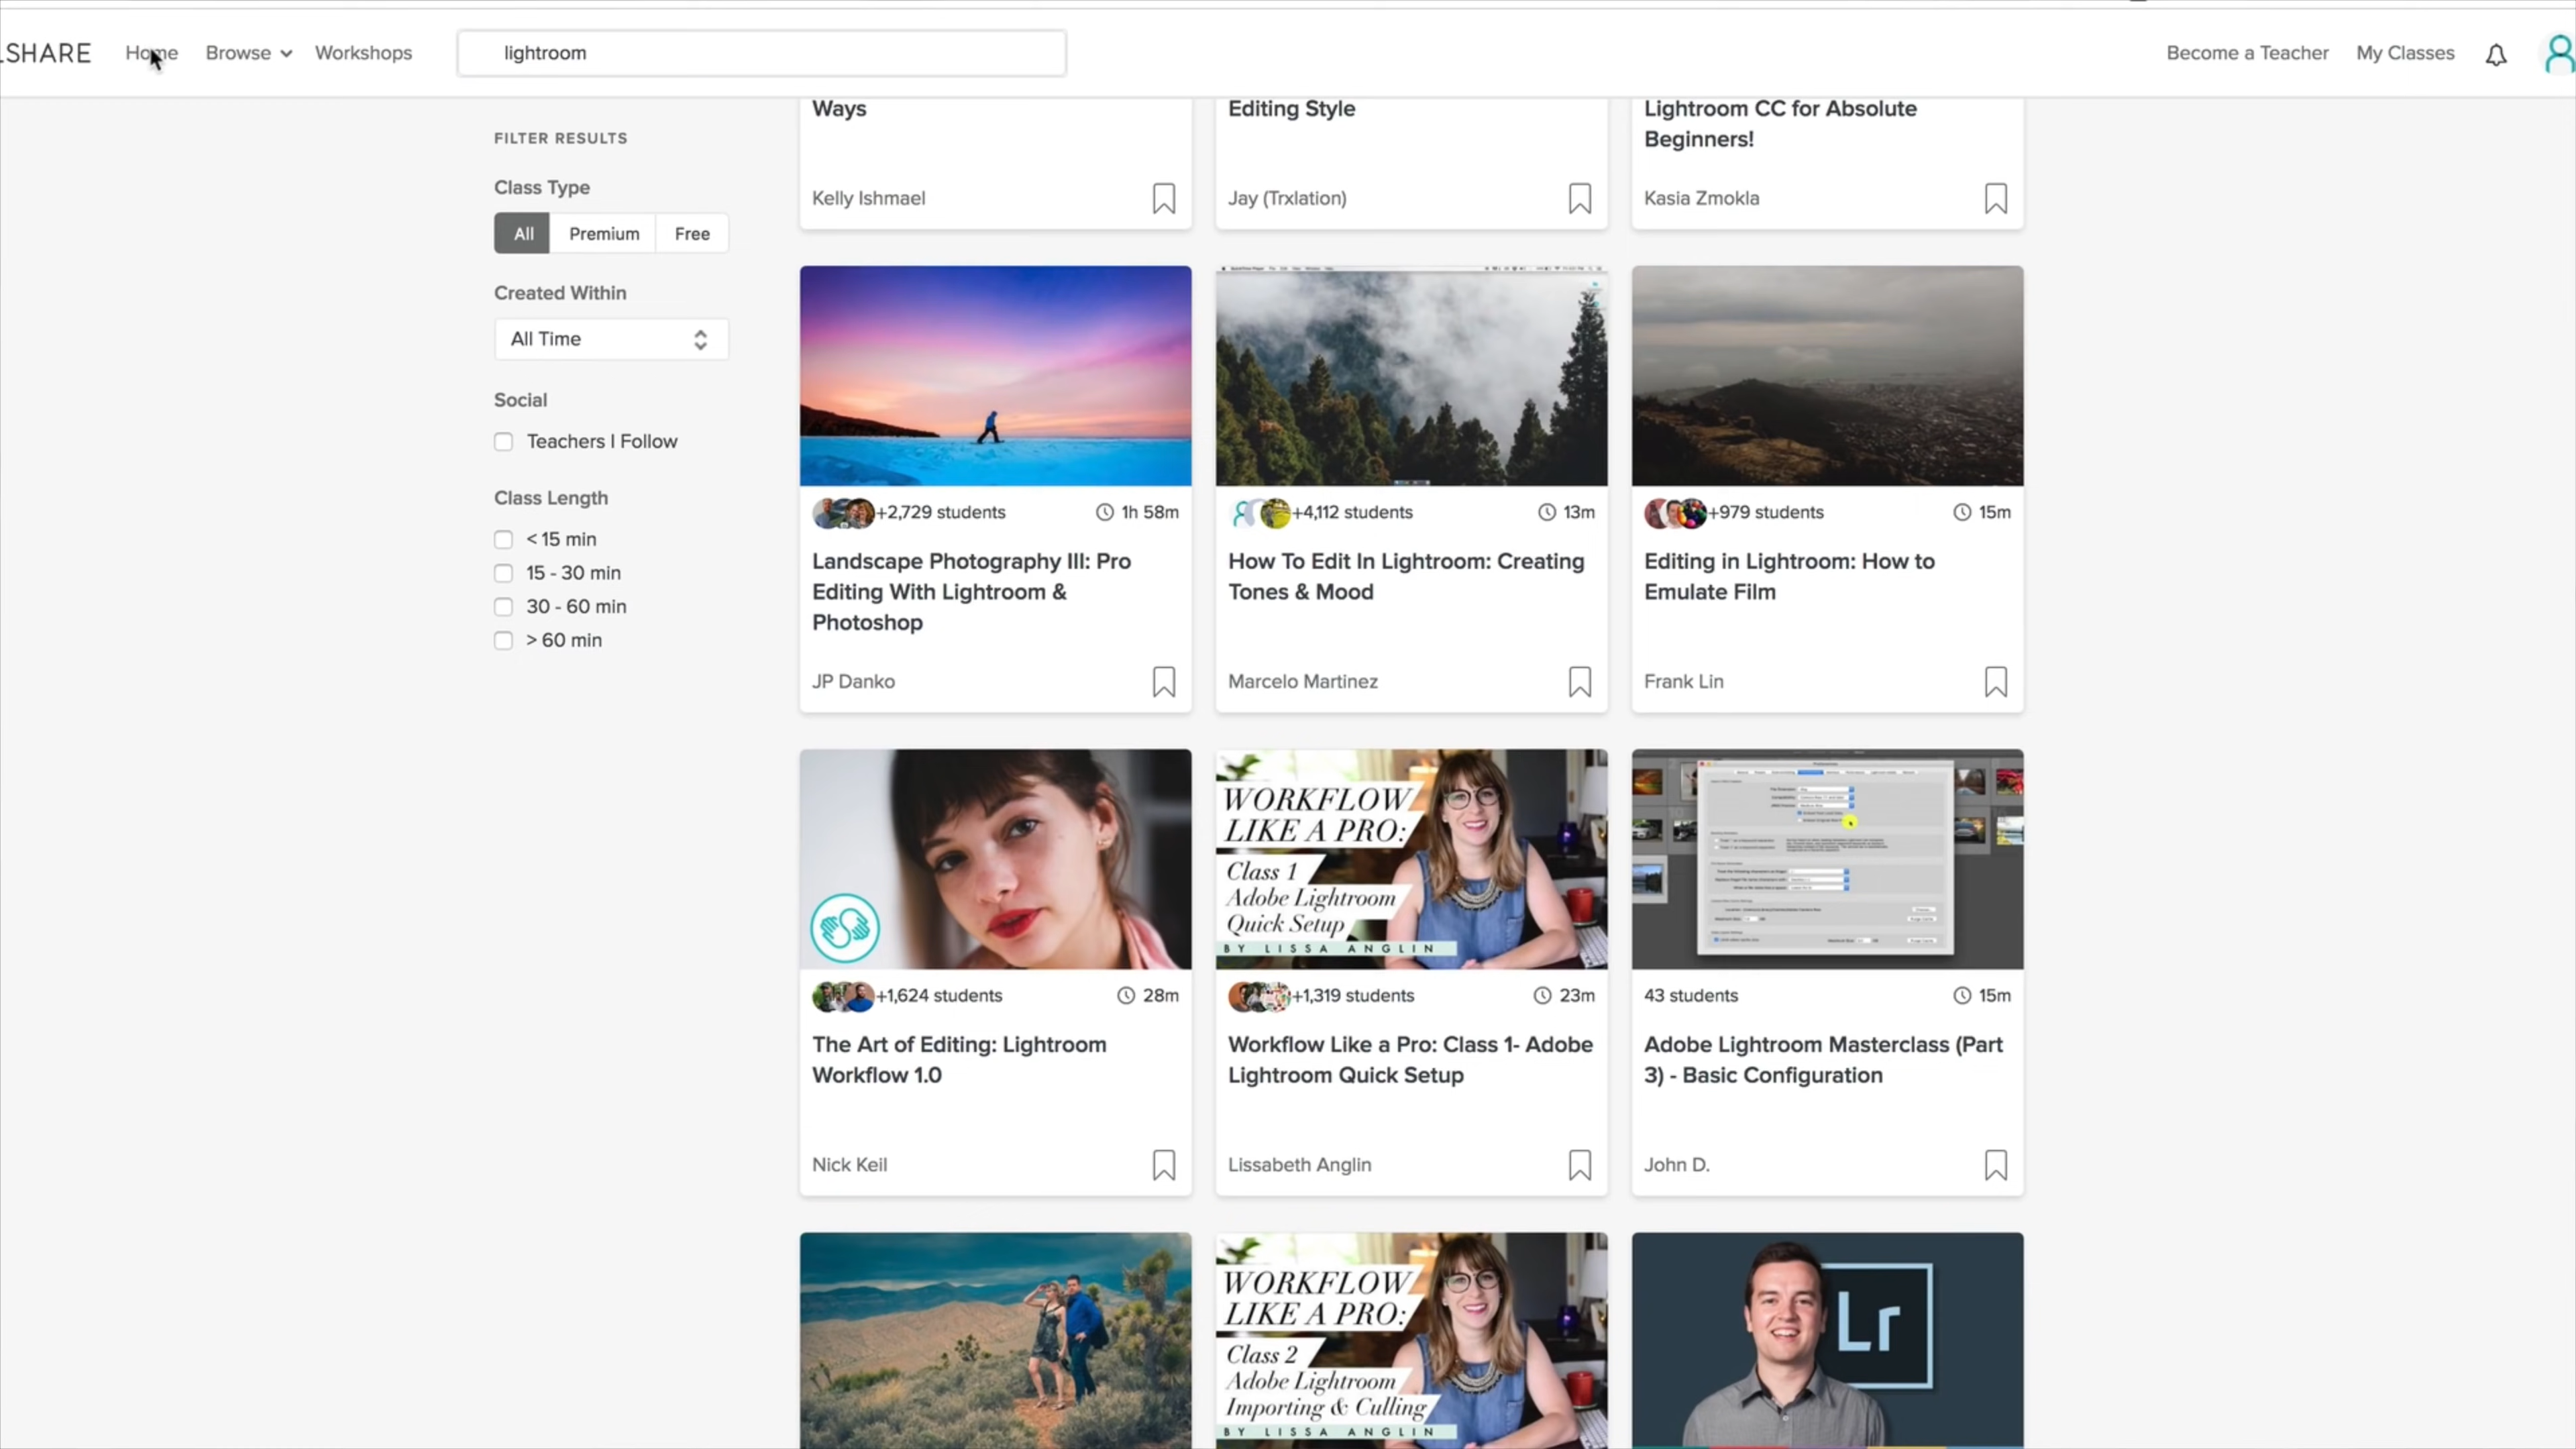 LSHARE Home Browse Workshops lightroom Become a Teacher My Classes
FILTER RESULTS
Class Type
All Premium Free
Created Within
All Time
Social
Teachers I Follow
Class Length
< 15 min
15 - 30 min
30 - 60 min
> 60 min
Ways
Kelly Ishmael
Editing Style
Jay (Trxlation)
Lightroom CC for Absolute
Beginners!
Kasia Zmokla
+2,729 students 1h 58m
Landscape Photography III: Pro
Editing With Lightroom &
Photoshop
JP Danko
+4,112 students 13m
How To Edit In Lightroom: Creating
Tones & Mood
Marcelo Martinez
+979 students 15m
Editing in Lightroom: How to
Emulate Film
Frank Lin
+1,624 students 28m
The Art of Editing: Lightroom
Workflow 1.0
Nick Keil
WORKFLOW
LIKE A PRO:
Class 1
Adobe Lightroom
Quick Setup
BY LISSA ANGLIN
+1,319 students 23m
Workflow Like a Pro: Class 1- Adobe
Lightroom Quick Setup
Lissabeth Anglin
43 students 15m
Adobe Lightroom Masterclass (Part
3) - Basic Configuration
John D.
WORKFLOW
LIKE A PRO:
Class 2
Adobe Lightroom
Importing & Culling
BY LISSA ANGLIN
Lr